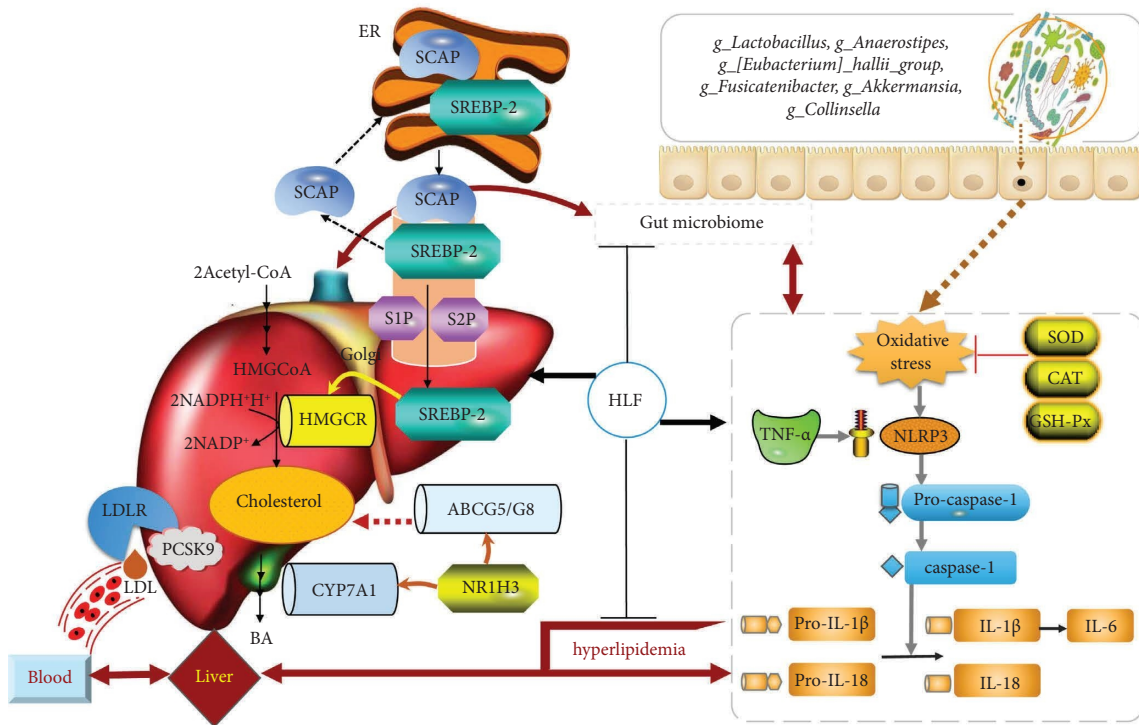 ER
SCAP
SREBP-2
SCAP
SCAP
SREBP-2
S1P
S2P
Golgi
SREBP-2
2Acetyl-CoA
HMGCoA
2NADPH⁺H⁺
2NADP⁺
HMGCR
Cholesterol
LDLR
PCSK9
LDL
ABCG5/G8
CYP7A1
NR1H3
BA
Blood
Liver
hyperlipidemia
HLF
Gut microbiome
g_Lactobacillus, g_Anaerostipes,
g_[Eubacterium]_hallii_group,
g_Fusicatenibacter, g_Akkermansia,
g_Collinsella
Oxidative
stress
SOD
CAT
GSH-Px
TNF-α
NLRP3
Pro-caspase-1
caspase-1
Pro-IL-1β
IL-1β
IL-6
Pro-IL-18
IL-18